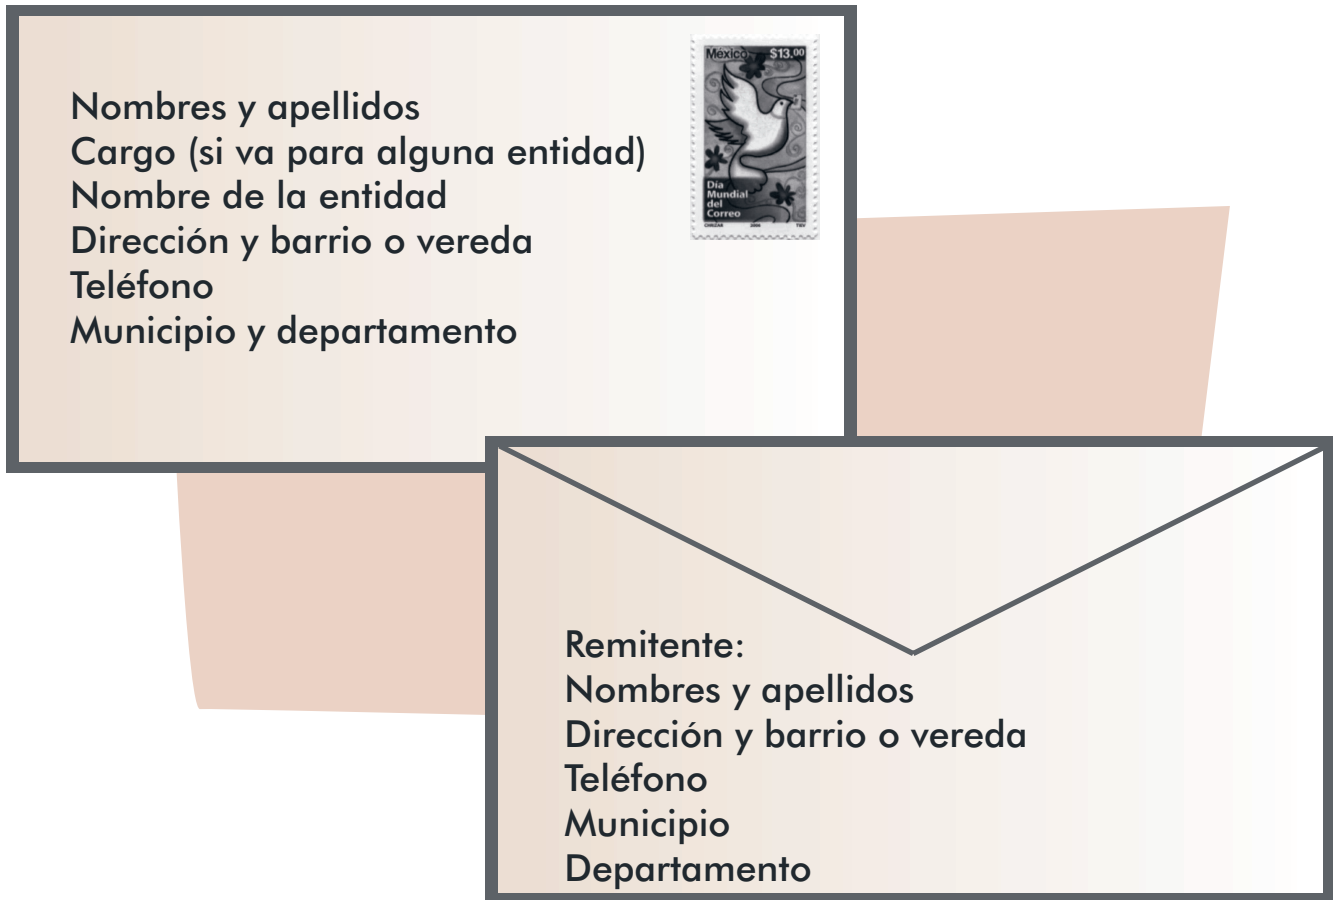 Nombres y apellidos
Cargo (si va para alguna entidad)
Nombre de la entidad
Dirección y barrio o vereda
Teléfono
Municipio y departamento
México $13.00
Día
Mundial
del
Correo
Remitente:
Nombres y apellidos
Dirección y barrio o vereda
Teléfono
Municipio
Departamento